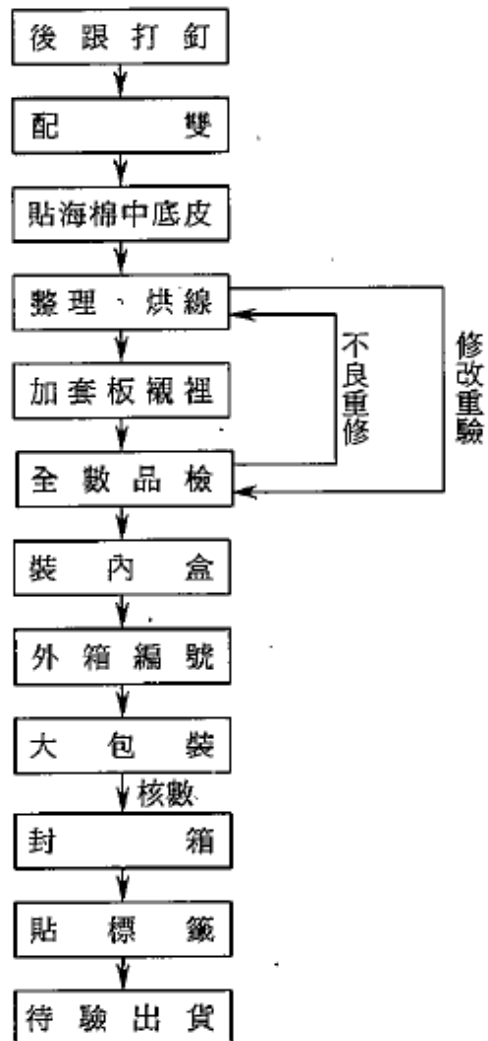 後跟打釘
配雙
貼海棉中底皮
整理、烘線
加套板襯裡
不良重修
修改重驗
全數品檢
裝內盒
外箱編號
大包裝
核數
封箱
貼標籤
待驗出貨